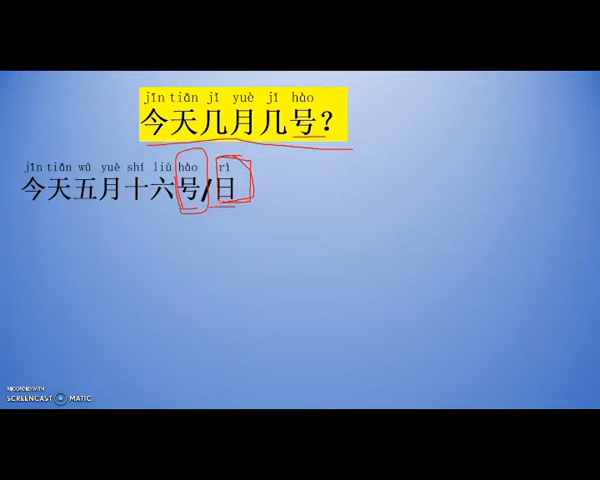 jīn tiān jǐ yuè jǐ hào
今天几月几号？
jīn tiān wǔ yuè shí liù hào rì
今天五月十六号/日
RECORDED WITH
SCREENCAST MATIC